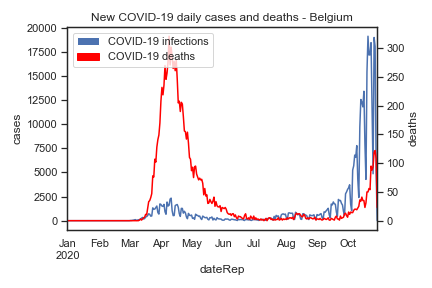 New COVID-19 daily cases and deaths - Belgium
COVID-19 infections
COVID-19 deaths
20000
17500
15000
12500
10000
7500
5000
2500
0
cases
300
250
200
150
100
50
0
deaths
Jan Feb Mar Apr May Jun Jul Aug Sep Oct
2020
dateRep